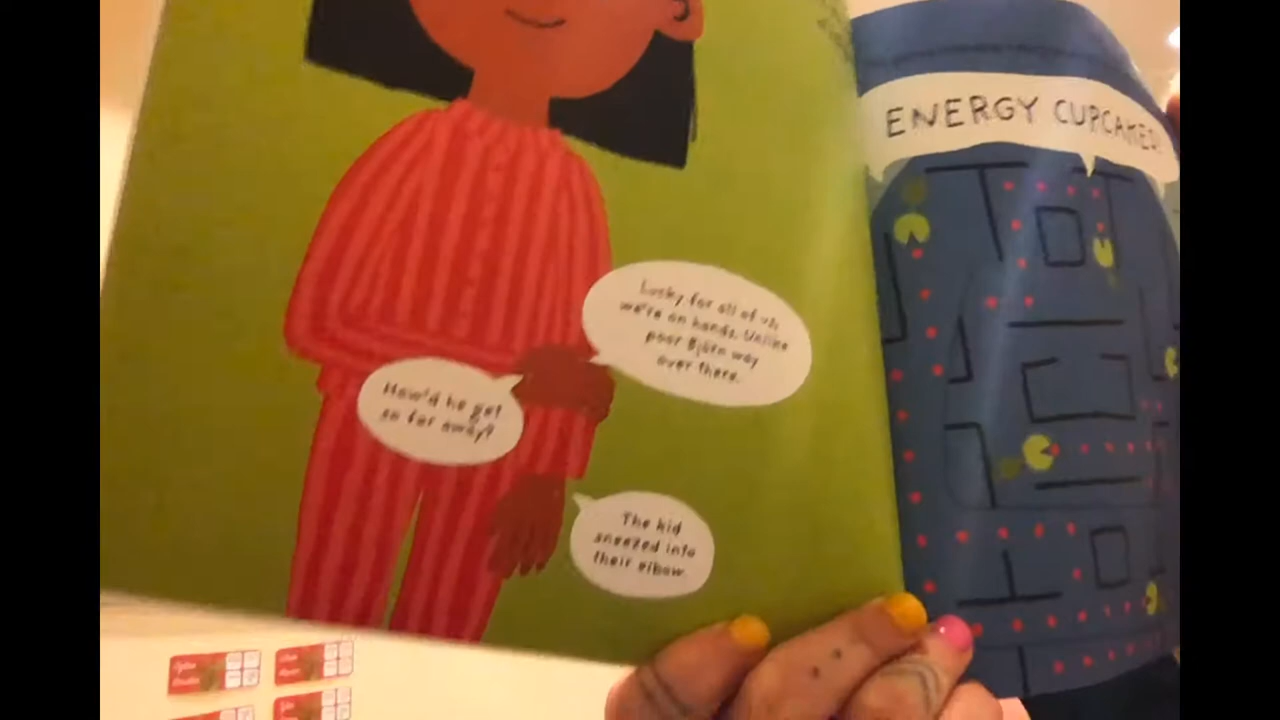 ENERGY CUPCAKES!
Lucky for all of us,
we're on hands. Unlike
poor Björn way
over there.
How'd he get
so far away?
The kid
sneezed into
their elbow.